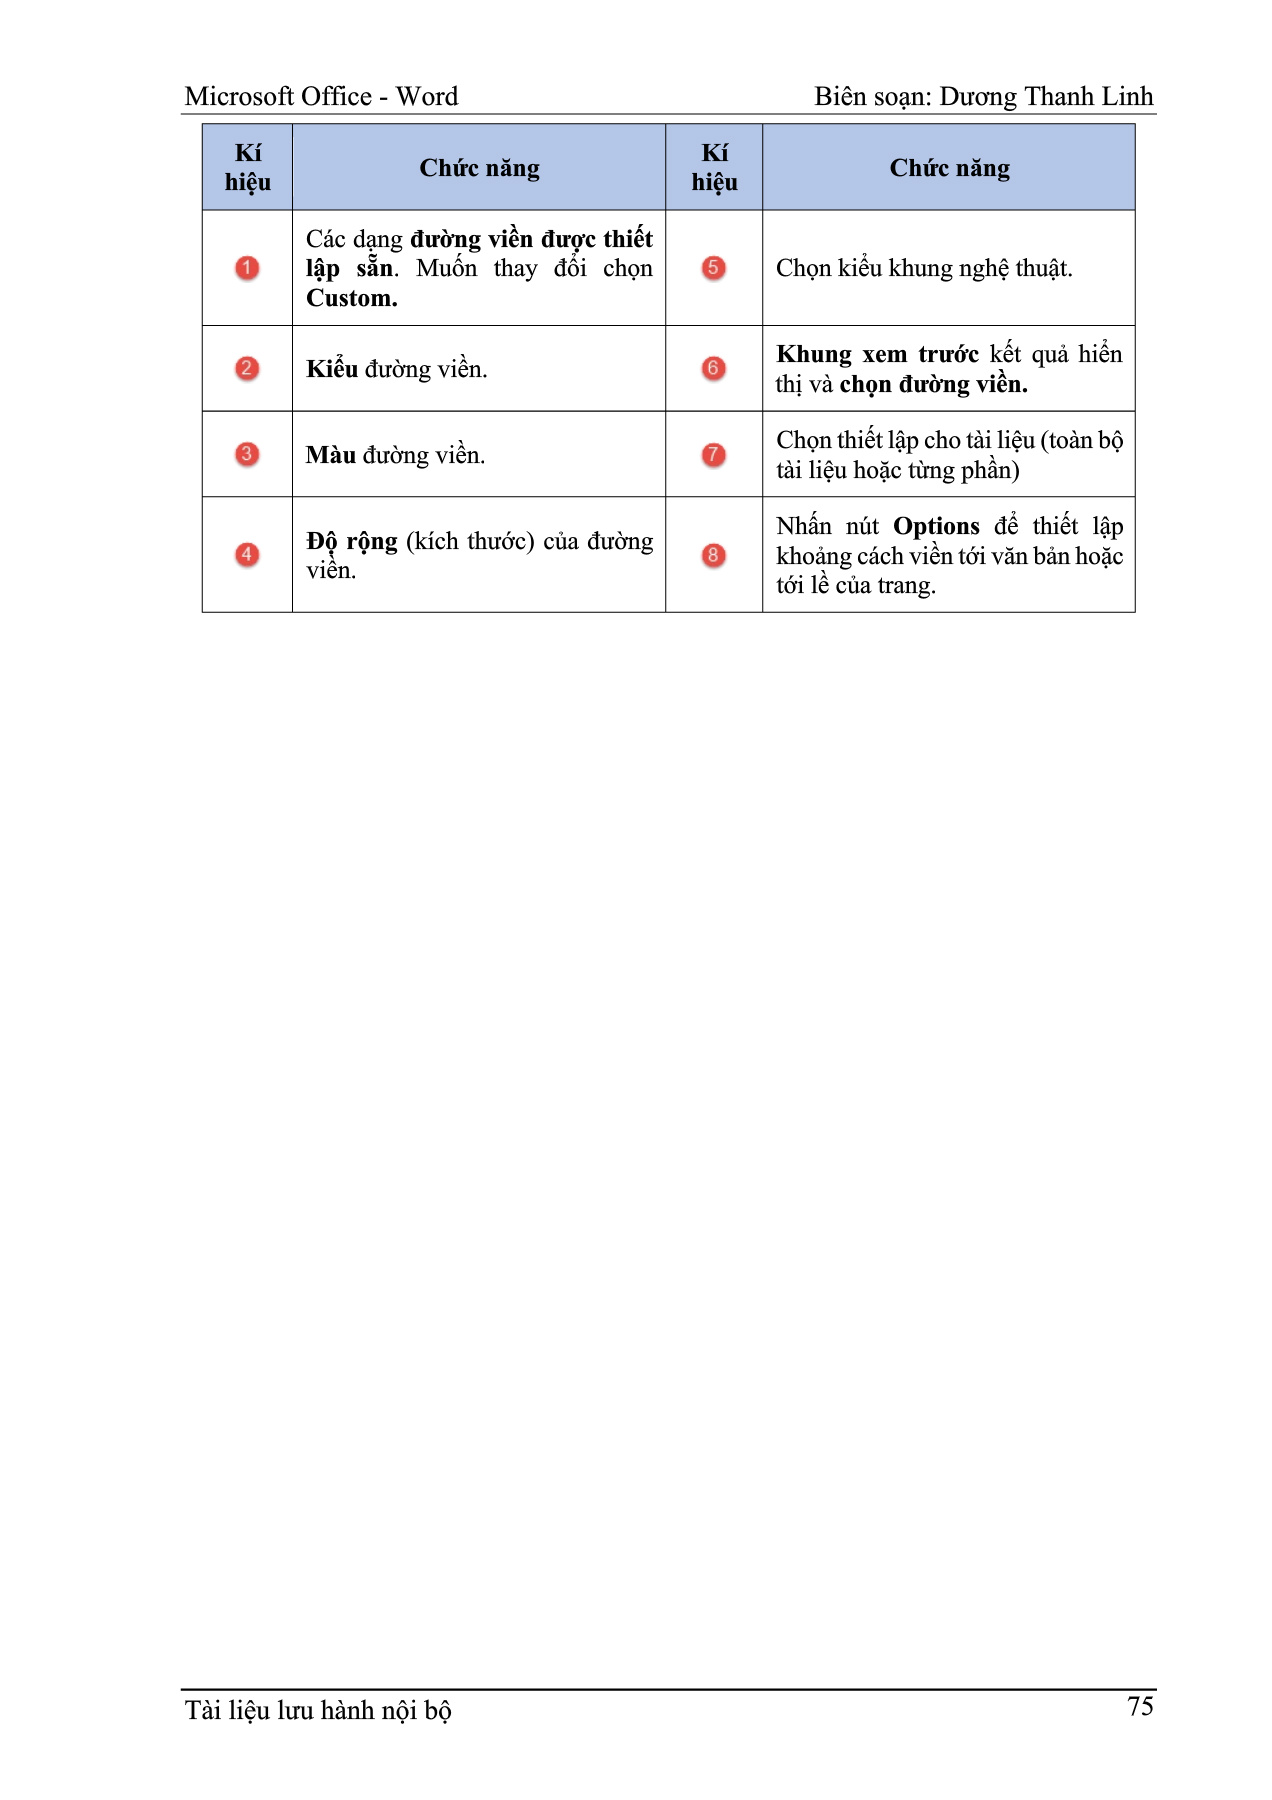 Microsoft Office - Word
Biên soạn: Dương Thanh Linh
Kí
hiệu
Chức năng
Kí
hiệu
Chức năng
1
Các dạng đường viền được thiết
lập sẵn. Muốn thay đổi chọn
Custom.
5
Chọn kiểu khung nghệ thuật.
2
Kiểu đường viền.
6
Khung xem trước kết quả hiển
thị và chọn đường viền.
3
Màu đường viền.
7
Chọn thiết lập cho tài liệu (toàn bộ
tài liệu hoặc từng phần)
4
Độ rộng (kích thước) của đường
viền.
8
Nhấn nút Options để thiết lập
khoảng cách viền tới văn bản hoặc
tới lề của trang.
Tài liệu lưu hành nội bộ
75